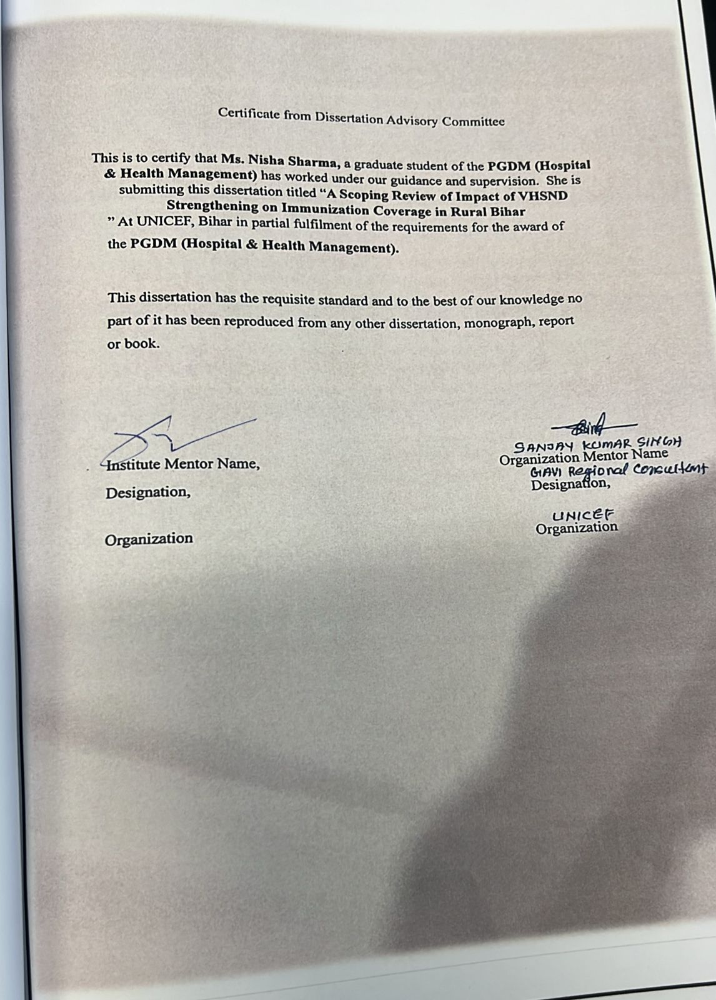 Certificate from Dissertation Advisory Committee
This is to certify that Ms. Nisha Sharma, a graduate student of the PGDM (Hospital
& Health Management) has worked under our guidance and supervision. She is
submitting this dissertation titled “A Scoping Review of Impact of VHSND
Strengthening on Immunization Coverage in Rural Bihar
” At UNICEF, Bihar in partial fulfilment of the requirements for the award of
the PGDM (Hospital & Health Management).
This dissertation has the requisite standard and to the best of our knowledge no
part of it has been reproduced from any other dissertation, monograph, report
or book.
Institute Mentor Name,
Designation,
Organization
SANJAY KUMAR SINGH
Organization Mentor Name
GAVI Regional Consultant
Designation,
UNICEF
Organization